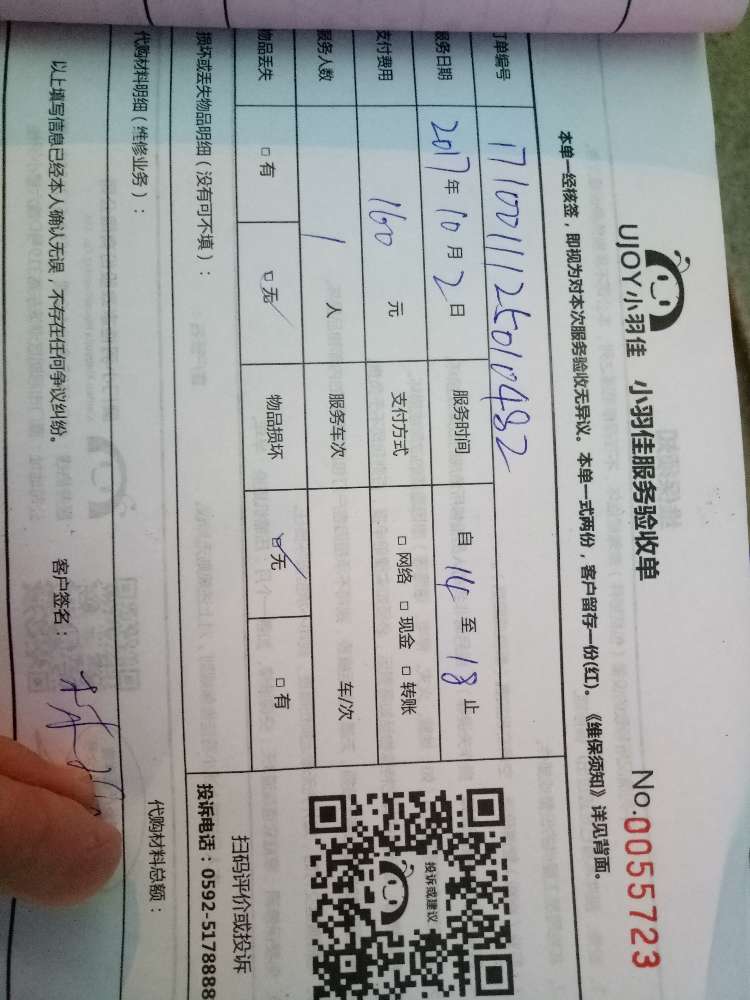 UJOY小羽佳 小羽佳服务验收单 No.0055723
本单一经核签，即视为对本次服务验收无异议。本单一式两份，客户留存一份(红)。《维保须知》详见背面。
订单编号 1710011125010482
服务日期 2017年10月2日 服务时间 自14至18止
支付费用 160元 支付方式 □网络 □现金 □转账
服务人数 1人 服务车次 车/次
物品丢失 □有 □无 物品损坏 □无 □有
损坏或丢失物品明细（没有可不填）：
投诉或建议
扫码评价或投诉
投诉电话：0592-5178888
代购材料明细（维修业务）：
代购材料总额：
以上填写信息已经本人确认无误，不存在任何争议纠纷。 客户签名：